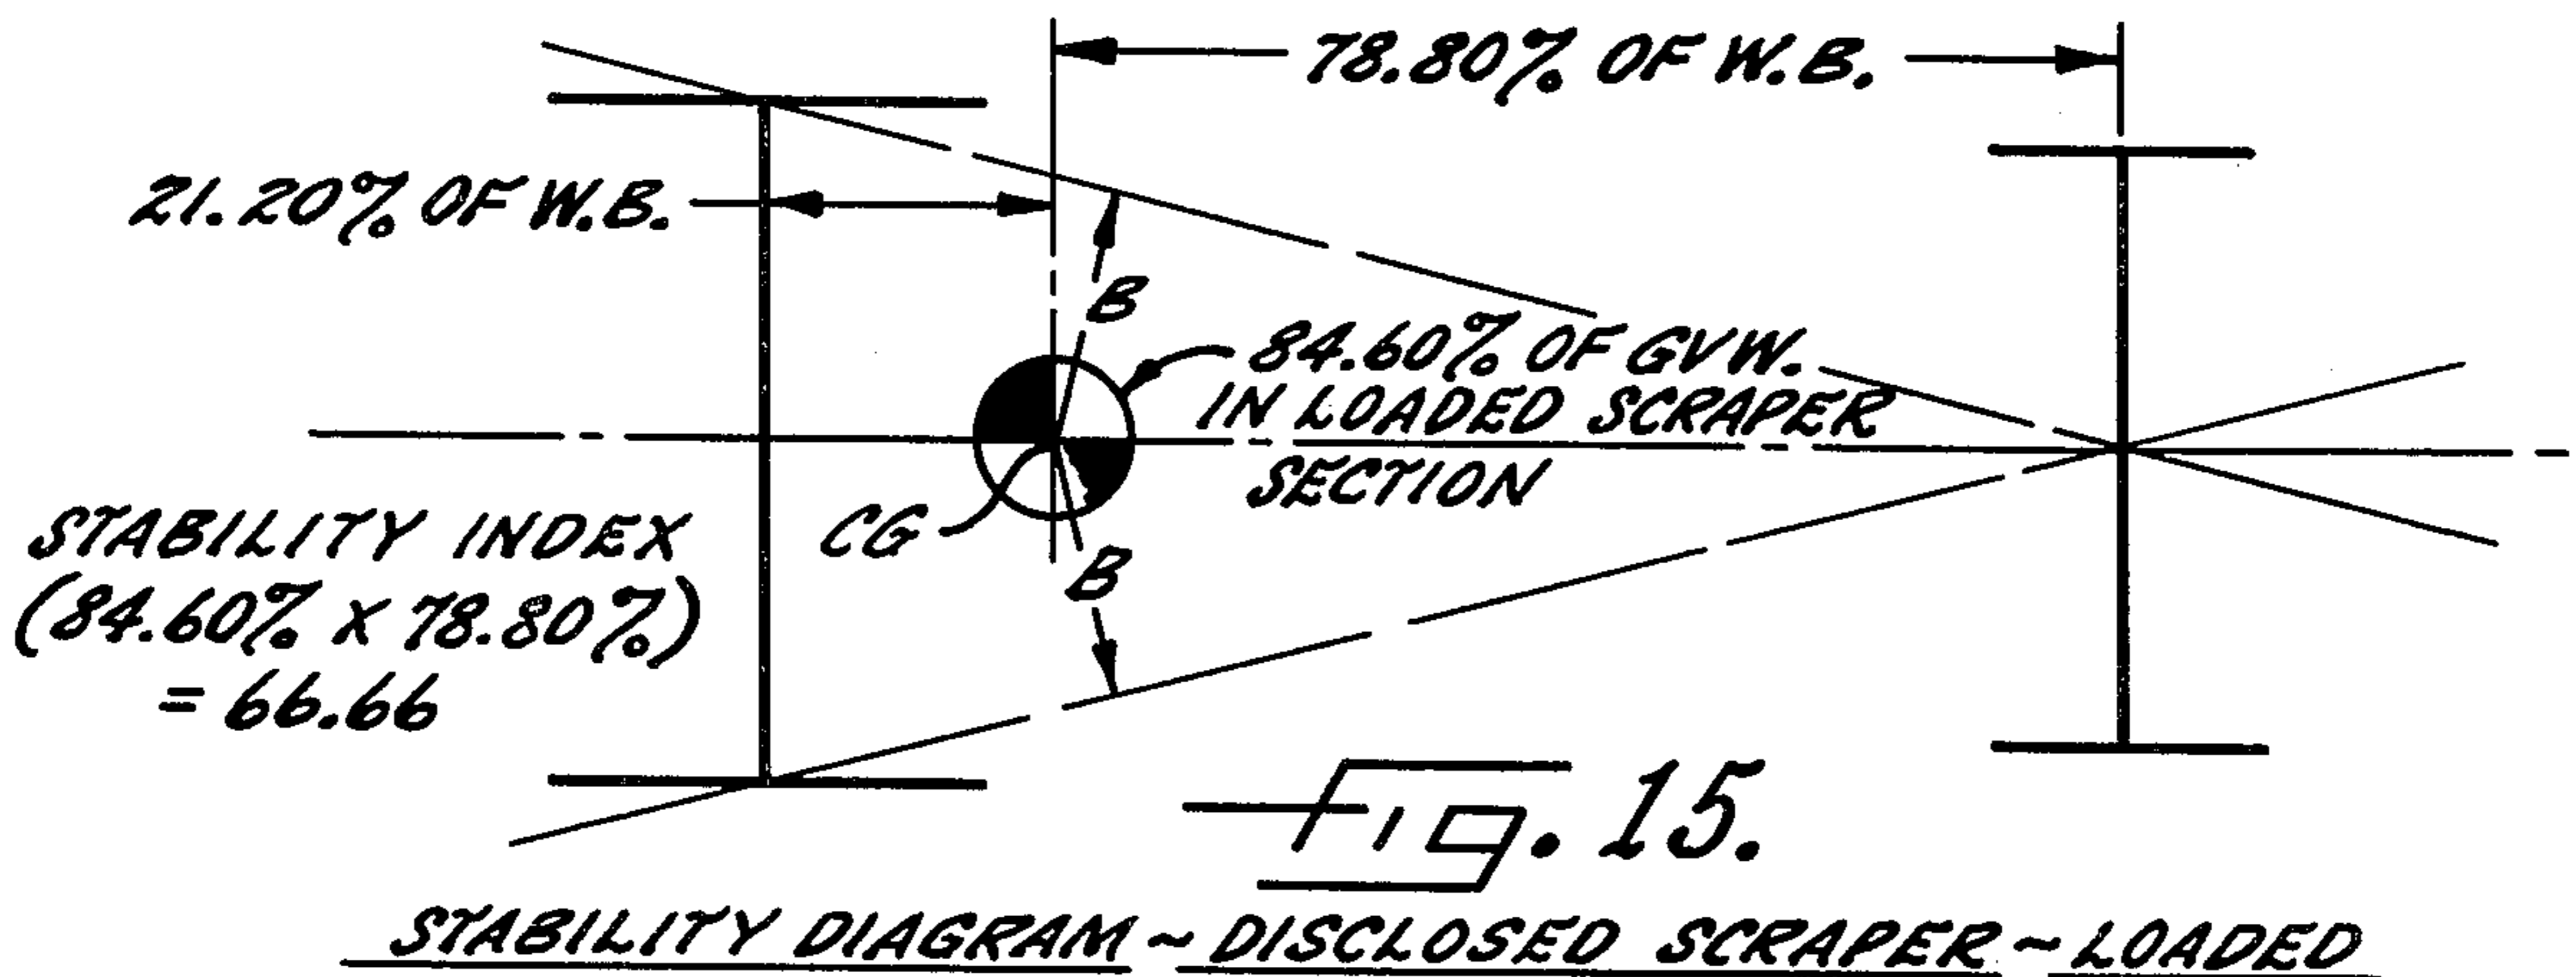 78.80% OF W.B.
21.20% OF W.B.
B
84.60% OF GVW.
IN LOADED SCRAPER
SECTION
CG
B
STABILITY INDEX
(84.60% X 78.80%)
= 66.66
Fig. 15.
STABILITY DIAGRAM ~ DISCLOSED SCRAPER ~ LOADED